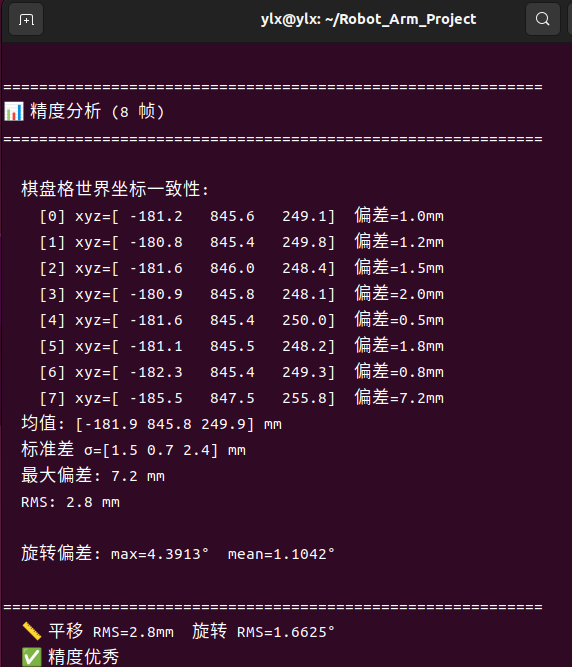 ylx@ylx: ~/Robot_Arm_Project
============================================================
📊 精度分析 (8 帧)
============================================================
棋盘格世界坐标一致性:
[0] xyz=[ -181.2   845.6   249.1]  偏差=1.0mm
[1] xyz=[ -180.8   845.4   249.8]  偏差=1.2mm
[2] xyz=[ -181.6   846.0   248.4]  偏差=1.5mm
[3] xyz=[ -180.9   845.8   248.1]  偏差=2.0mm
[4] xyz=[ -181.6   845.4   250.0]  偏差=0.5mm
[5] xyz=[ -181.1   845.5   248.2]  偏差=1.8mm
[6] xyz=[ -182.3   845.4   249.3]  偏差=0.8mm
[7] xyz=[ -185.5   847.5   255.8]  偏差=7.2mm
均值: [-181.9 845.8 249.9] mm
标准差 σ=[1.5 0.7 2.4] mm
最大偏差: 7.2 mm
RMS: 2.8 mm
旋转偏差: max=4.3913°  mean=1.1042°
============================================================
📏 平移 RMS=2.8mm  旋转 RMS=1.6625°
✅ 精度优秀